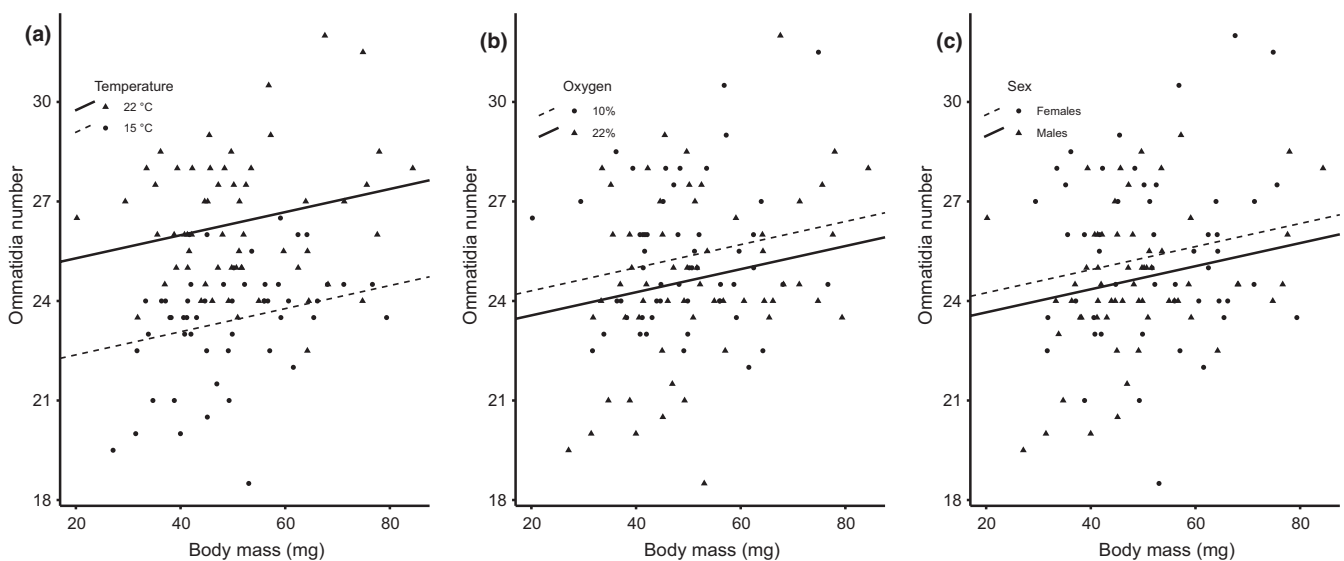 (a)
Temperature
22 °C
15 °C
Ommatidia number
30
27
24
21
18
20 40 60 80
Body mass (mg)
(b)
Oxygen
10%
22%
Ommatidia number
30
27
24
21
18
20 40 60 80
Body mass (mg)
(c)
Sex
Females
Males
Ommatidia number
30
27
24
21
18
20 40 60 80
Body mass (mg)